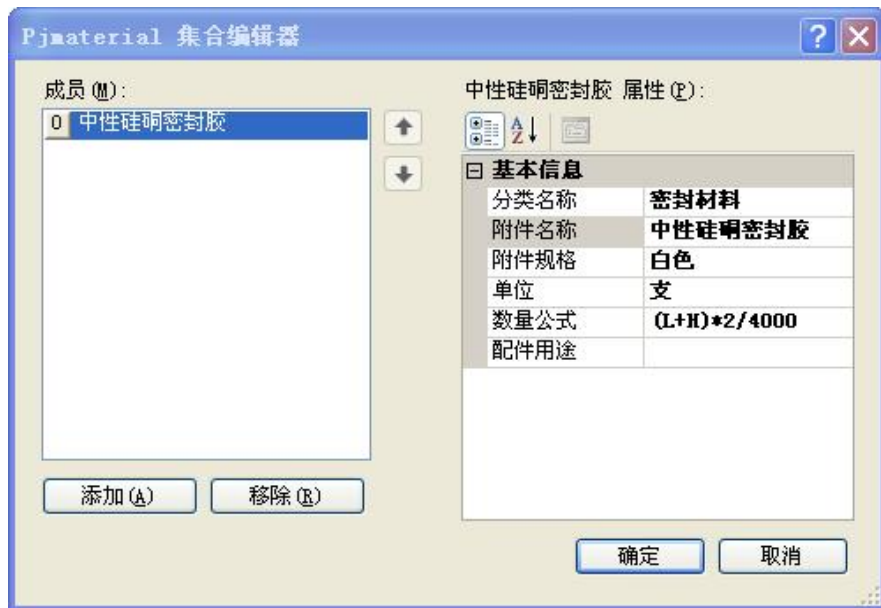 Pjmaterial 集合编辑器
成员(M):
0 中性硅硐密封胶
添加(A) 移除(R)
中性硅硐密封胶 属性(P):
基本信息
分类名称 密封材料
附件名称 中性硅硐密封胶
附件规格 白色
单位 支
数量公式 (L+H)*2/4000
配件用途
确定 取消